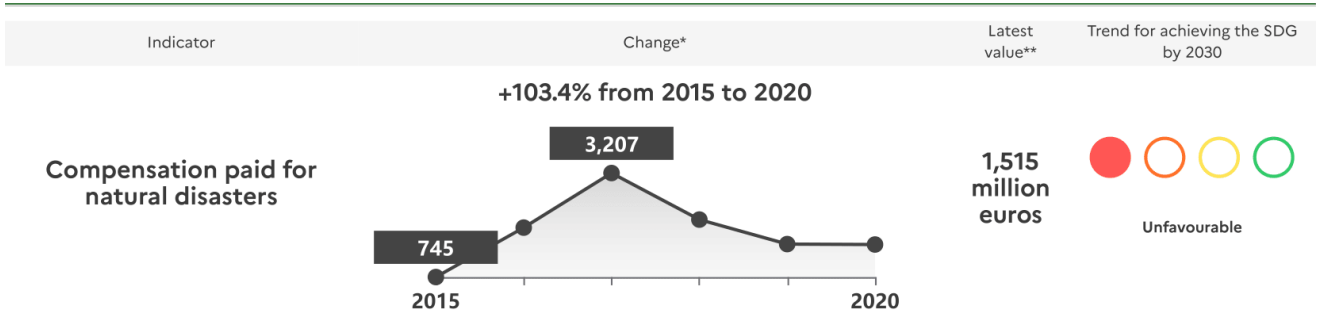 Indicator
Change*
Latest
value**
Trend for achieving the SDG
by 2030
+103.4% from 2015 to 2020
Compensation paid for
natural disasters
3,207
745
2015
2020
1,515
million
euros
Unfavourable